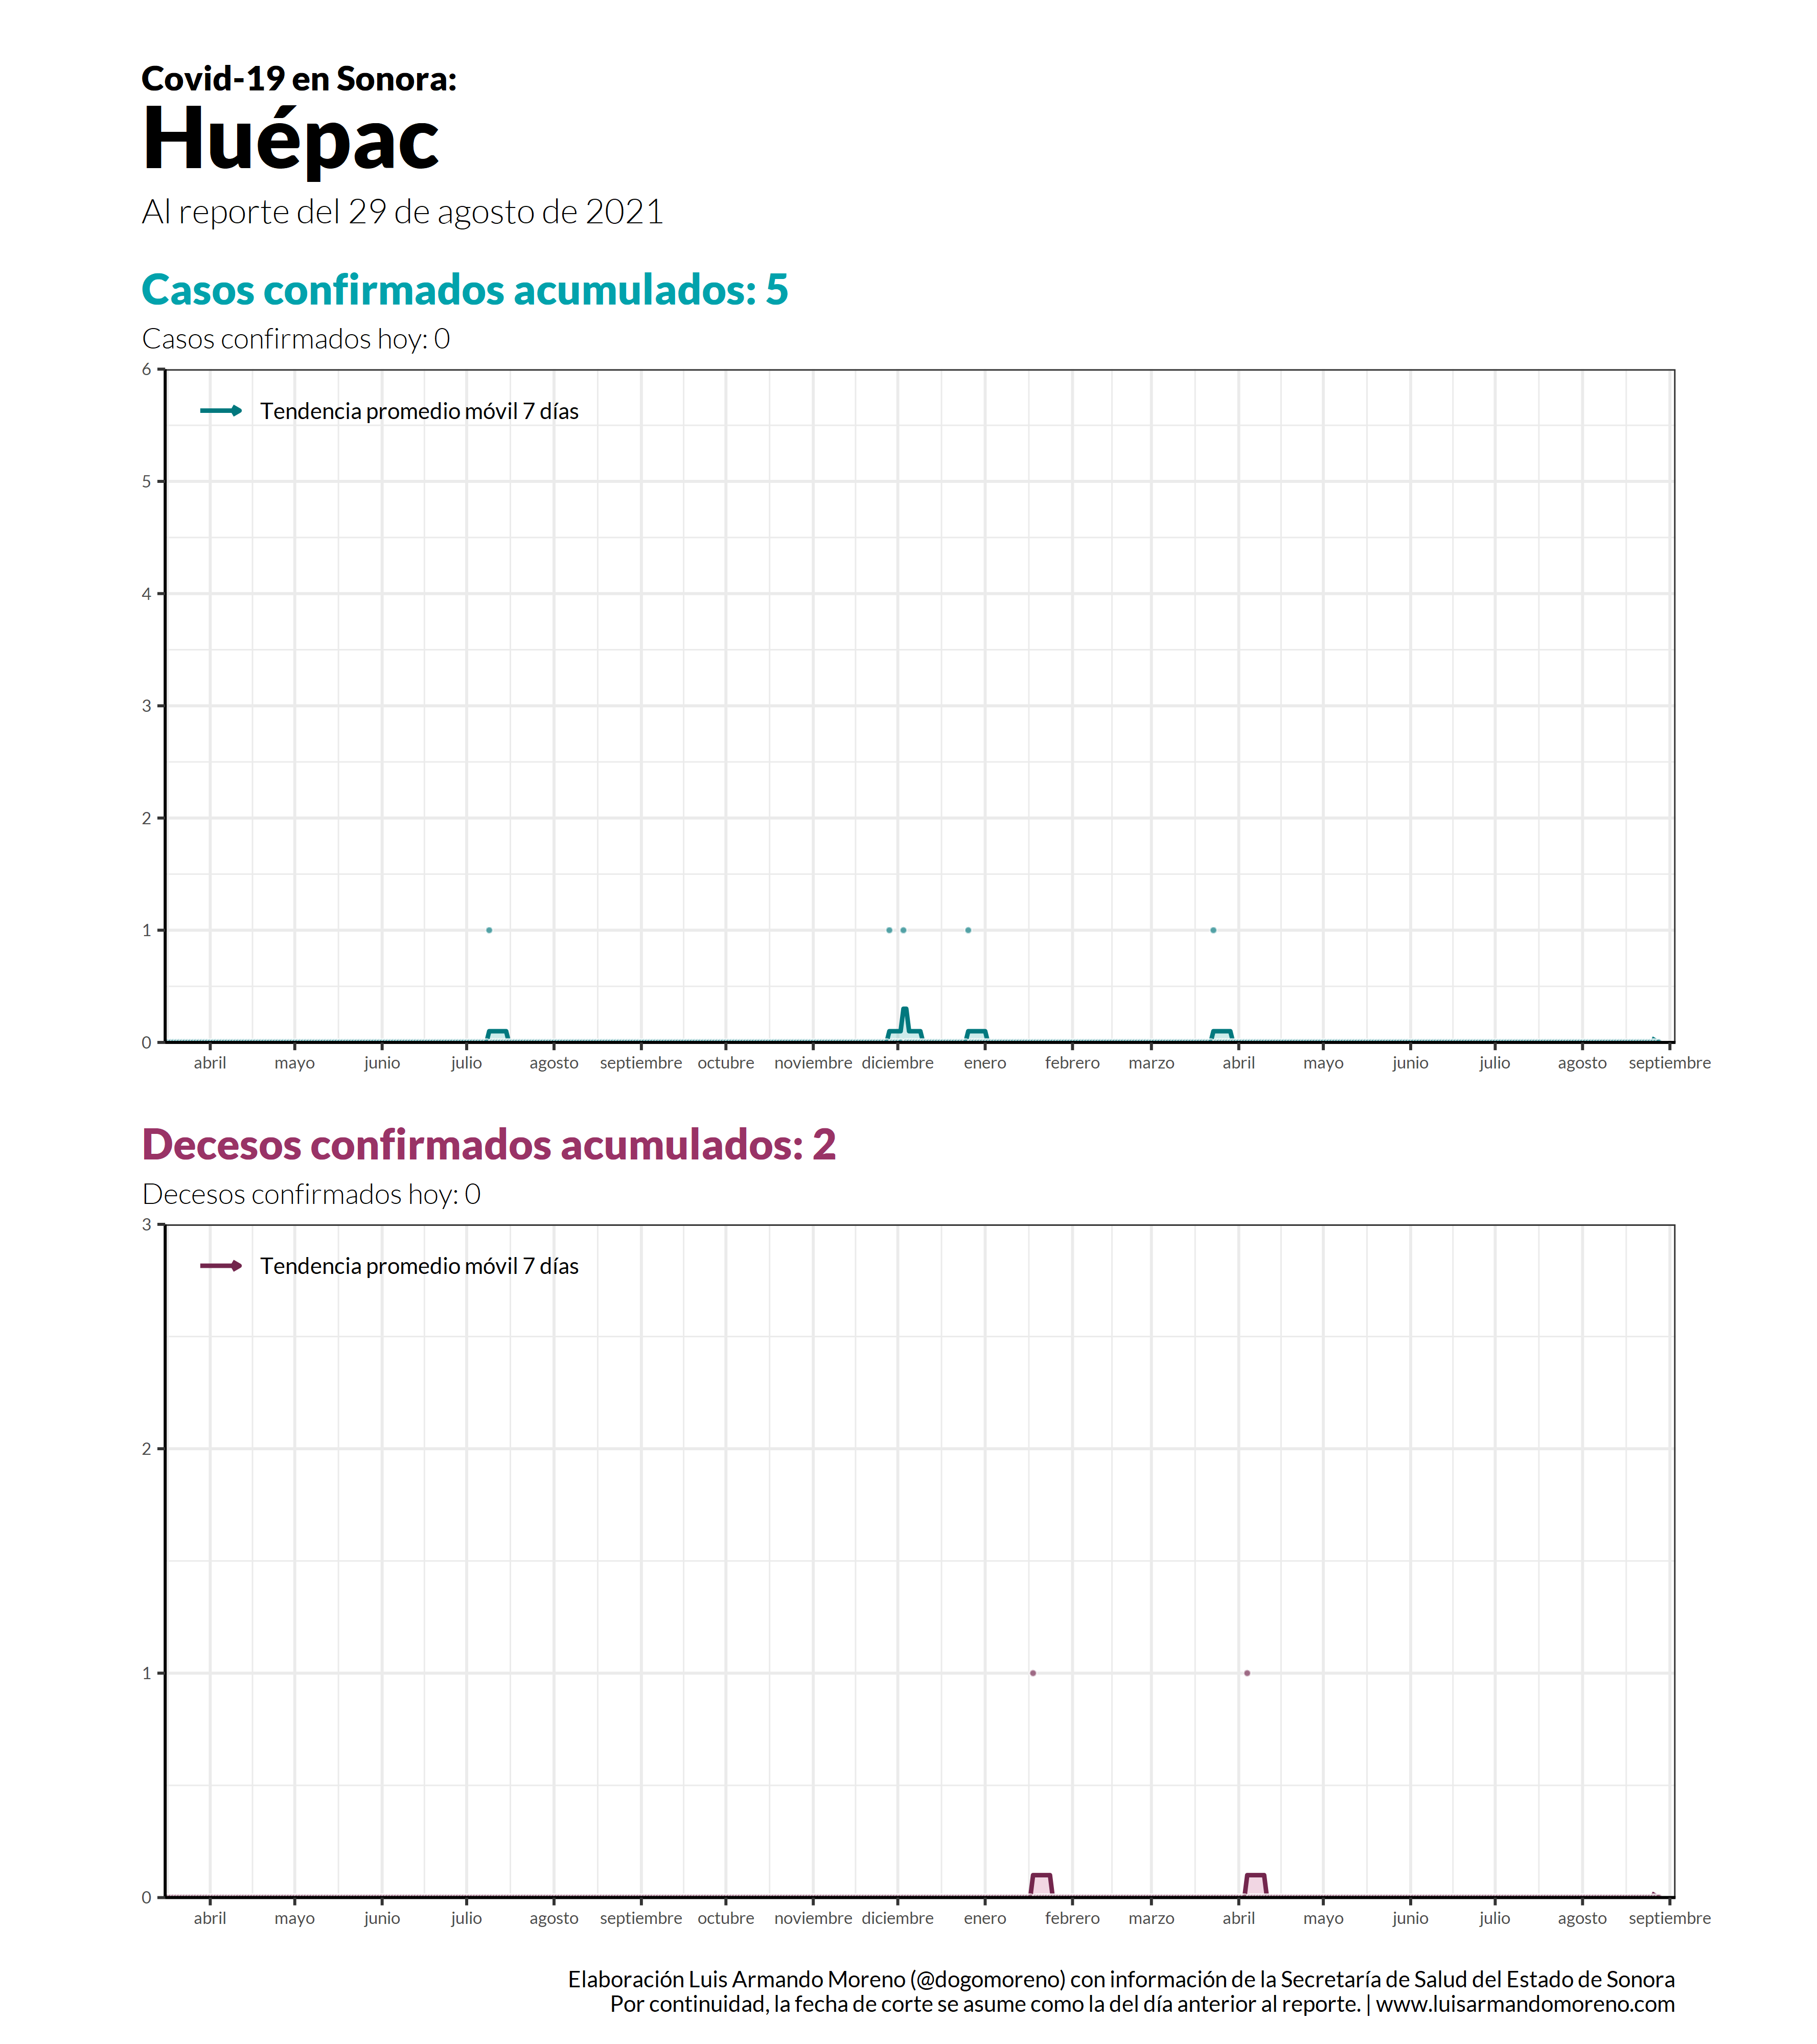 Covid-19 en Sonora:
Huépac
Al reporte del 29 de agosto de 2021
Casos confirmados acumulados: 5
Casos confirmados hoy: 0
6
Tendencia promedio móvil 7 días
5
4
3
2
1
0
abril mayo junio julio agosto septiembre octubre noviembre diciembre enero febrero marzo abril mayo junio julio agosto septiembre
Decesos confirmados acumulados: 2
Decesos confirmados hoy: 0
3
Tendencia promedio móvil 7 días
2
1
0
abril mayo junio julio agosto septiembre octubre noviembre diciembre enero febrero marzo abril mayo junio julio agosto septiembre
Elaboración Luis Armando Moreno (@dogomoreno) con información de la Secretaría de Salud del Estado de Sonora
Por continuidad, la fecha de corte se asume como la del día anterior al reporte. | www.luisarmandomoreno.com